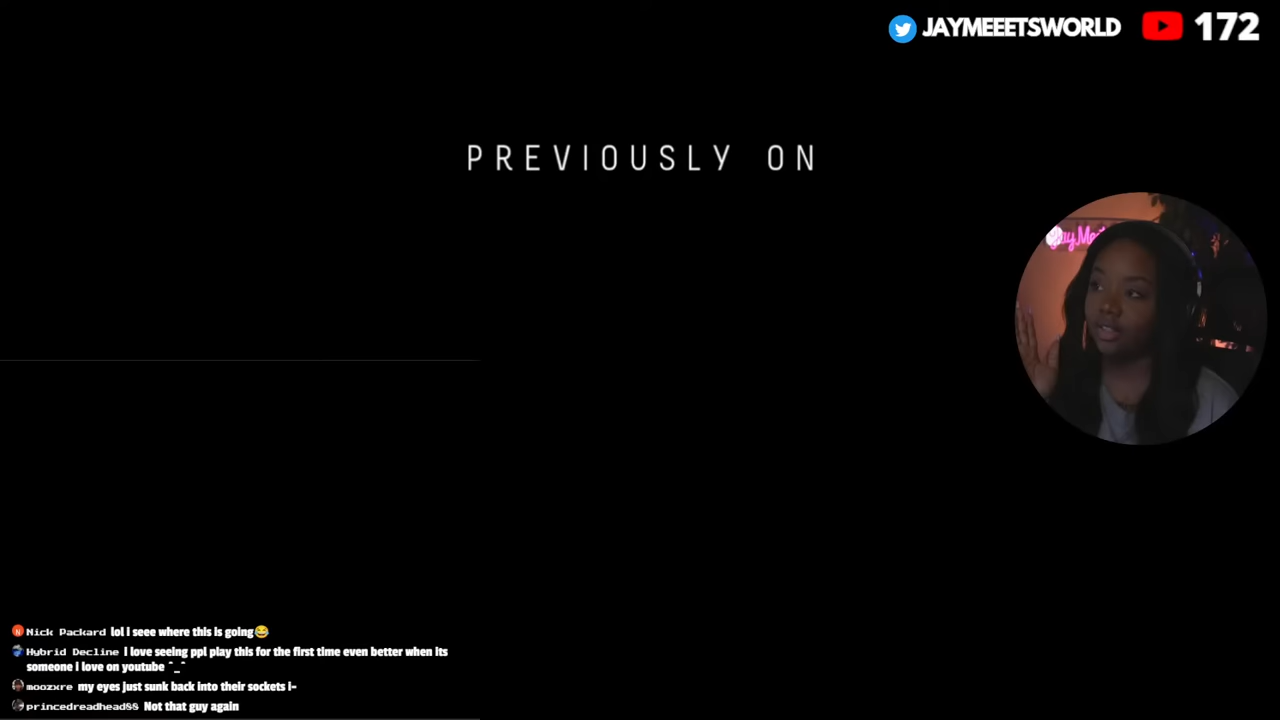 JAYMEEETSWORLD 172
PREVIOUSLY ON
Nick Packard lol I seee where this is going😂
Hybrid Decline I love seeing ppl play this for the first time even better when its
someone i love on youtube ^_^
moozxre my eyes just sunk back into their sockets i-
princedreadhead88 Not that guy again